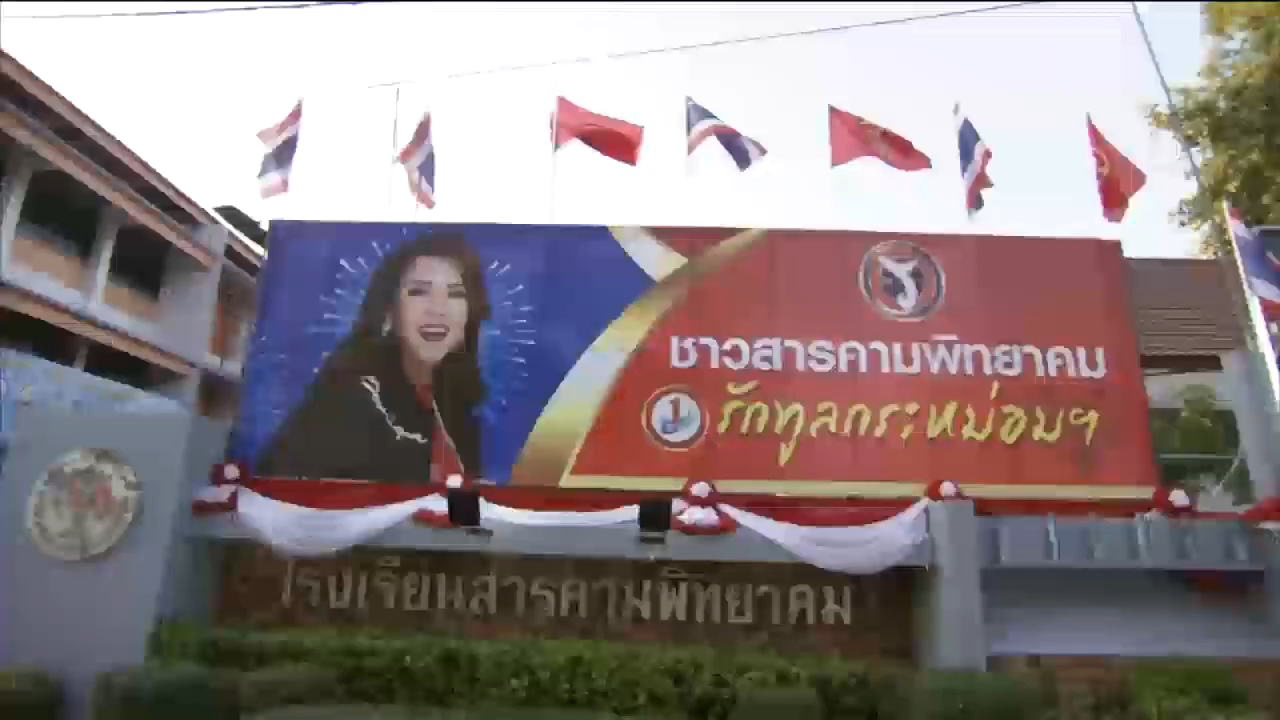 ชาวสารคามพิทยาคม
รักทูลกระหม่อมฯ
โรงเรียนสารคามพิทยาคม